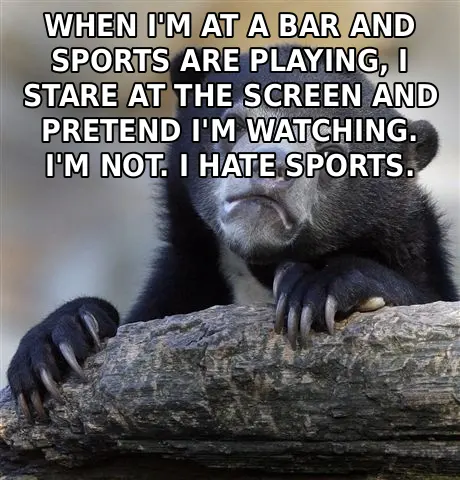 WHEN I'M AT A BAR AND
SPORTS ARE PLAYING, I
STARE AT THE SCREEN AND
PRETEND I'M WATCHING.
I'M NOT. I HATE SPORTS.